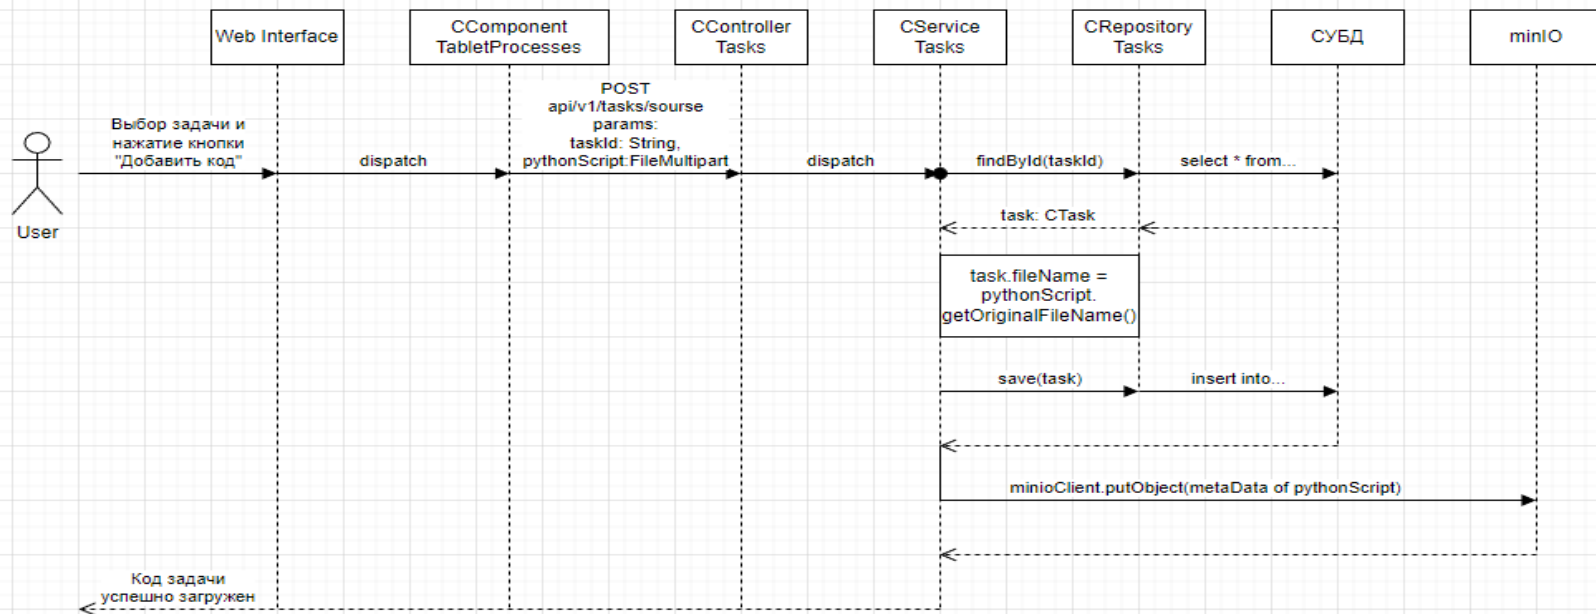 Web Interface
CComponent
TabletProcesses
CController
Tasks
CService
Tasks
CRepository
Tasks
СУБД
minIO
User
Выбор задачи и
нажатие кнопки
"Добавить код"
dispatch
POST
api/v1/tasks/sourse
params:
taskId: String,
pythonScript:FileMultipart
dispatch
findById(taskId)
select * from...
task: CTask
task.fileName =
pythonScript.
getOriginalFileName()
save(task)
insert into...
minioClient.putObject(metaData of pythonScript)
Код задачи
успешно загружен